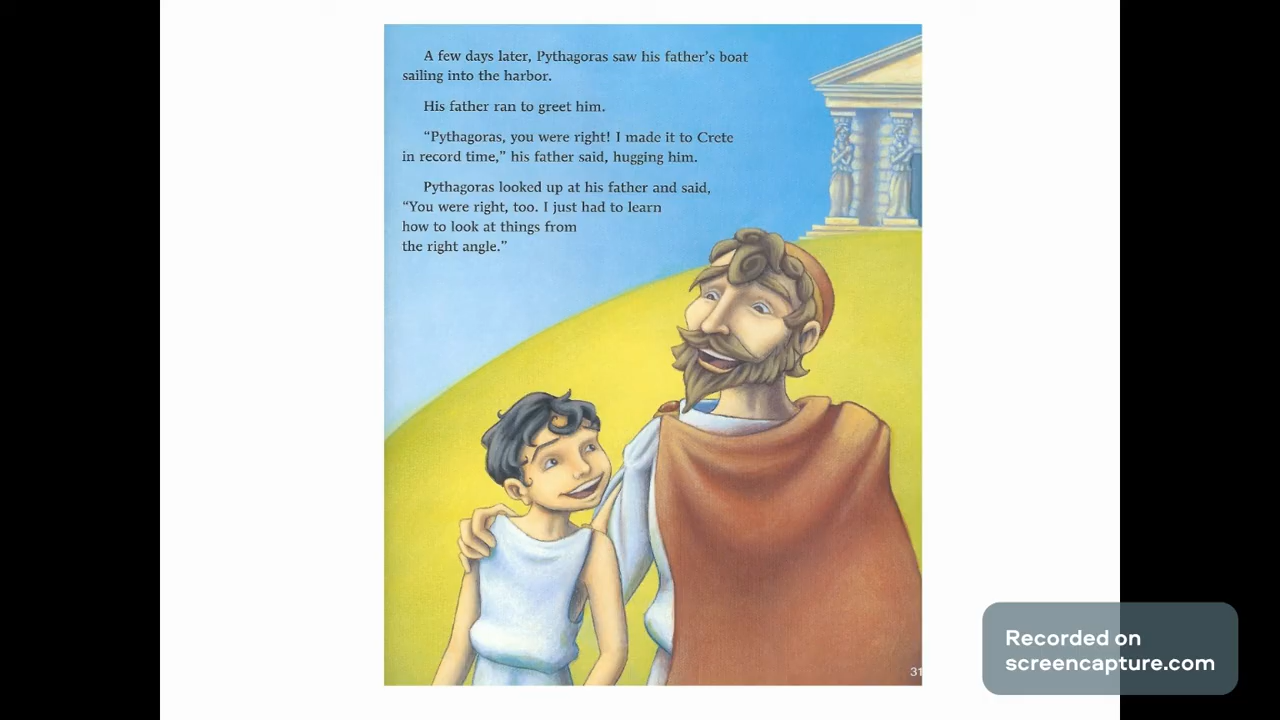 A few days later, Pythagoras saw his father's boat
sailing into the harbor.
His father ran to greet him.
“Pythagoras, you were right! I made it to Crete
in record time,” his father said, hugging him.
Pythagoras looked up at his father and said,
“You were right, too. I just had to learn
how to look at things from
the right angle.”
31
Recorded on
screencapture.com